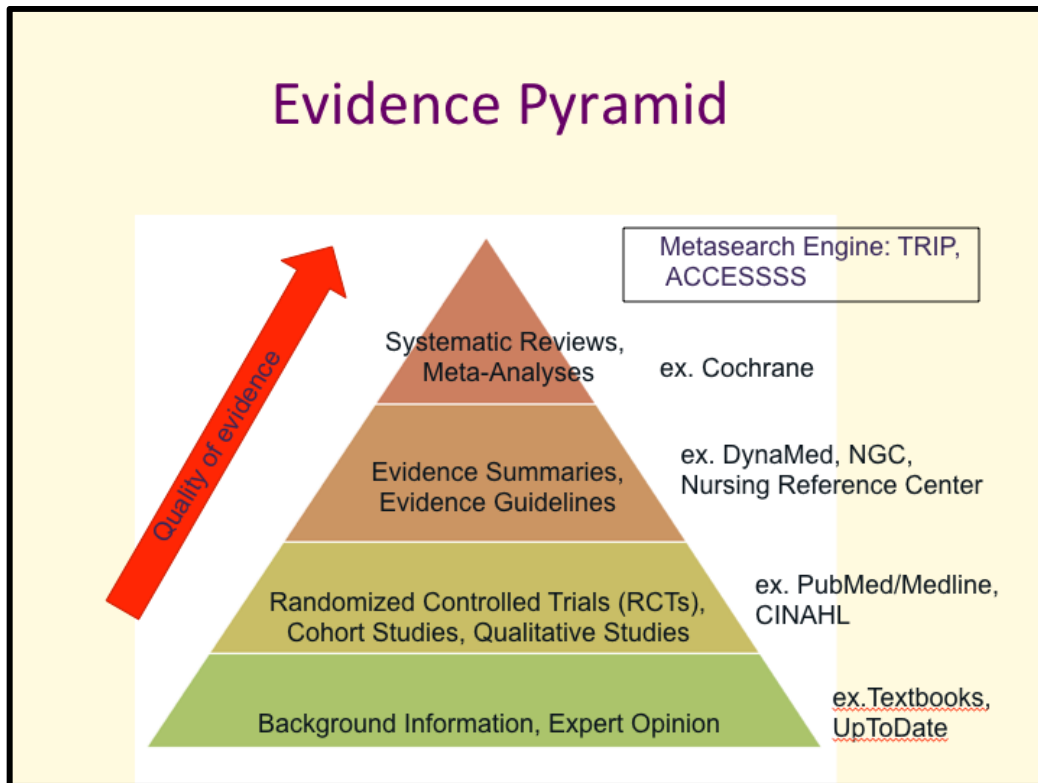 Evidence Pyramid
Metasearch Engine: TRIP,
ACCESSSS
Quality of evidence
Systematic Reviews,
Meta-Analyses
ex. Cochrane
Evidence Summaries,
Evidence Guidelines
ex. DynaMed, NGC,
Nursing Reference Center
Randomized Controlled Trials (RCTs),
Cohort Studies, Qualitative Studies
ex. PubMed/Medline,
CINAHL
Background Information, Expert Opinion
ex.Textbooks,
UpToDate